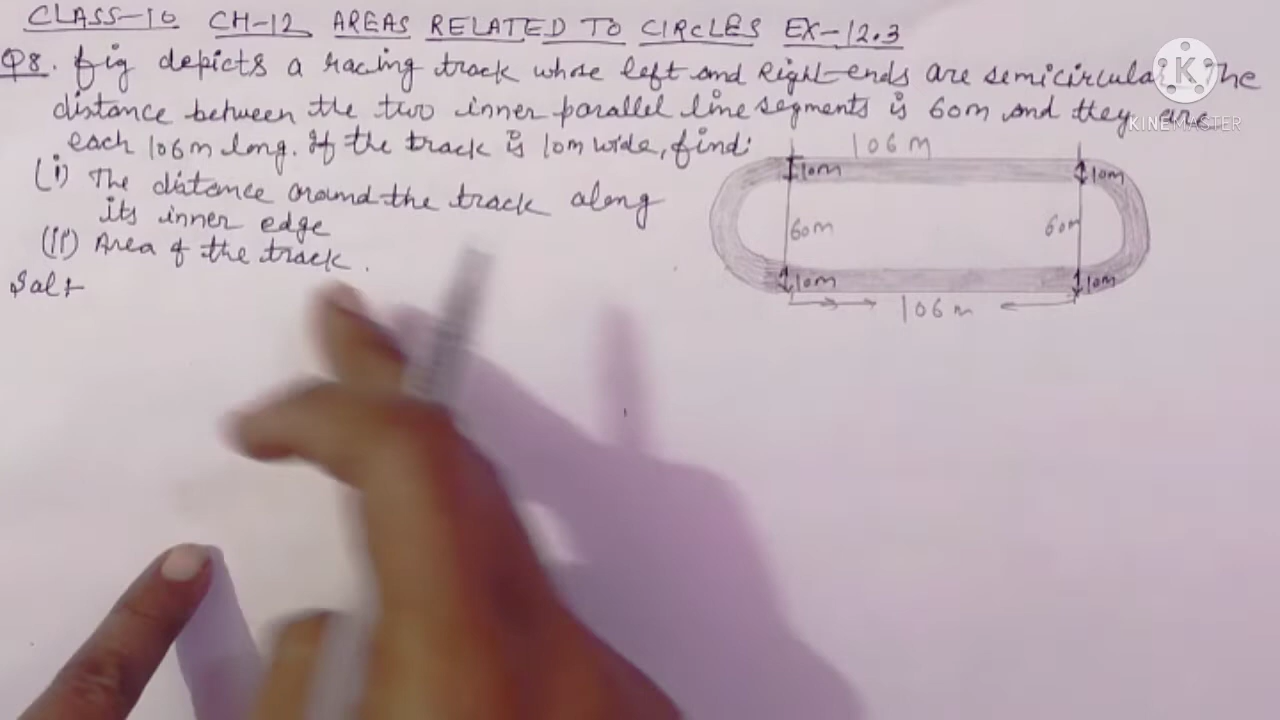 CLASS-10 CH-12 AREAS RELATED TO CIRCLES EX-12.3
Q8. fig depicts a racing track whose left and Right ends are semicircular The
distance between the two inner parallel line segments is 60m and they are
each 106m long. If the track is 10m wide, find:
(i) The distance around the track along
its inner edge
(ii) Area of the track.
Sol:
106 M
10m
10m
60m
60m
10m
10m
106 m
K
KINEMASTER